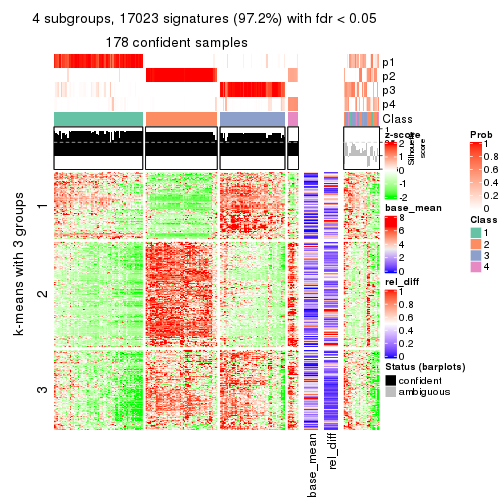 4 subgroups, 17023 signatures (97.2%) with fdr < 0.05
178 confident samples
p1
p2
p3
p4
Class
1
Silhouette
score
z-score
2
1
0
-1
-2
base_mean
8
6
4
2
0
rel_diff
1
0.8
0.6
0.4
0.2
0
Status (barplots)
confident
ambiguous
Prob
1
0.8
0.6
0.4
0.2
0
Class
1
2
3
4
k-means with 3 groups
1
2
3
base_mean
rel_diff